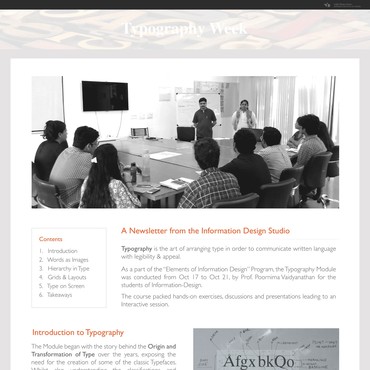 Typography Week
A Newsletter from the Information Design Studio
Typography is the art of arranging type in order to communicate written language
with legibility & appeal.
As a part of the "Elements of Information Design" Program, the Typography Module
was conducted from Oct 17 to Oct 21, by Prof. Poornima Vaidyanathan for the
students of Information-Design.
The course packed hands-on exercises, discussions and presentations leading to an
Interactive session.
Contents
1. Introduction
2. Words as Images
3. Hierarchy in Type
4. Grids & Layouts
5. Type on Screen
6. Takeaways
Introduction to Typography
The Module began with the story behind the Origin and
Transformation of Type over the years, exposing the
need for the creation of some of the classic Typefaces.
Afgx bkQo